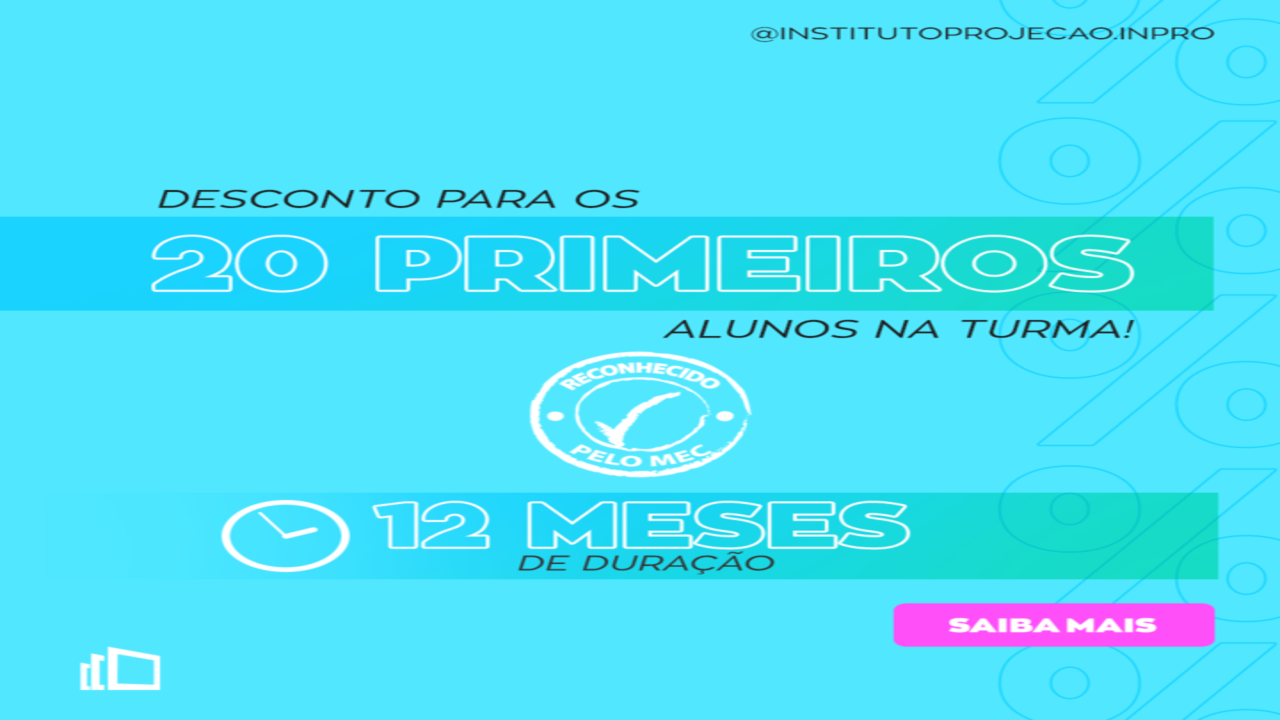 @INSTITUTOPROJECAO.INPRO
DESCONTO PARA OS
20 PRIMEIROS
ALUNOS NA TURMA!
RECONHECIDO
PELO MEC
12 MESES
DE DURAÇÃO
SAIBA MAIS